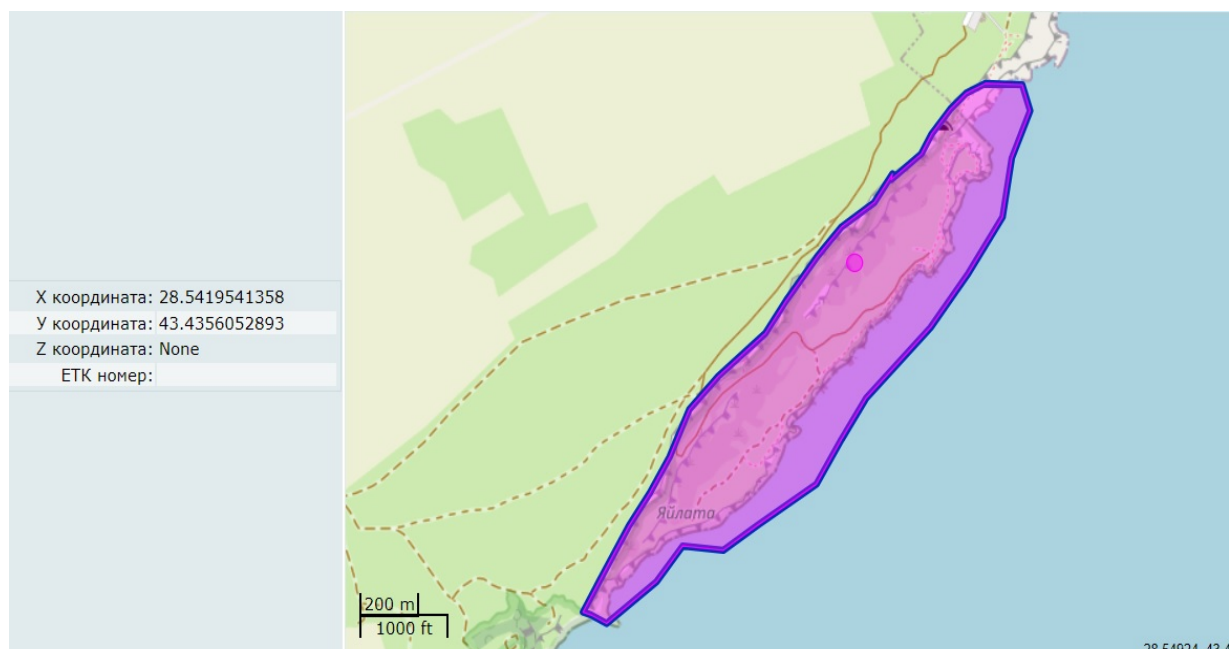 X координата: 28.5419541358
У координата: 43.4356052893
Z координата: None
ЕТК номер:
Яйлата
200 m
1000 ft